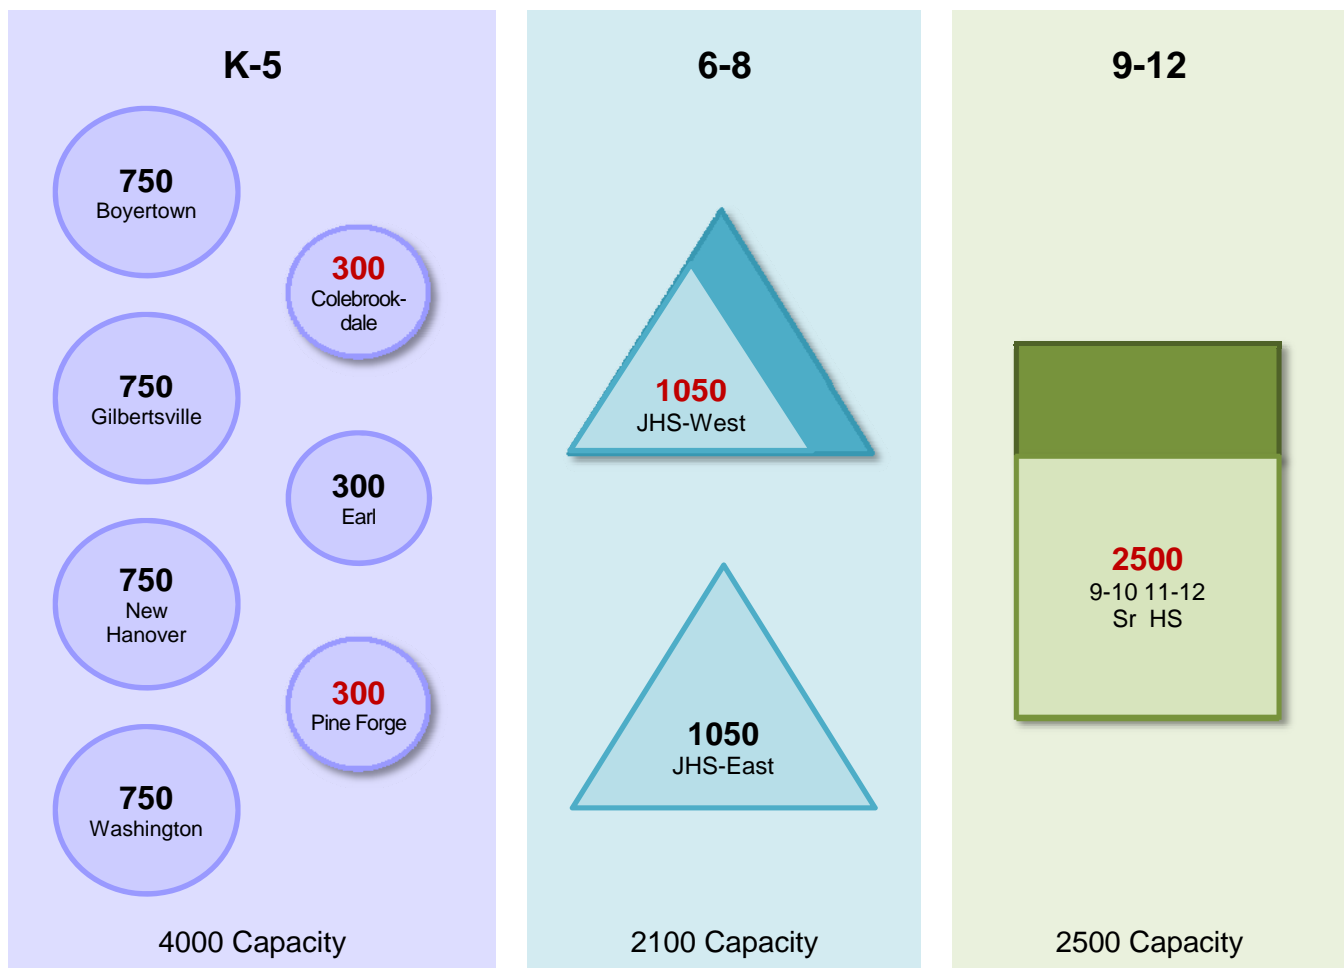 K-5
750
Boyertown
300
Colebrook-
dale
750
Gilbertsville
300
Earl
750
New
Hanover
300
Pine Forge
750
Washington
4000 Capacity
6-8
1050
JHS-West
1050
JHS-East
2100 Capacity
9-12
2500
9-10 11-12
Sr HS
2500 Capacity